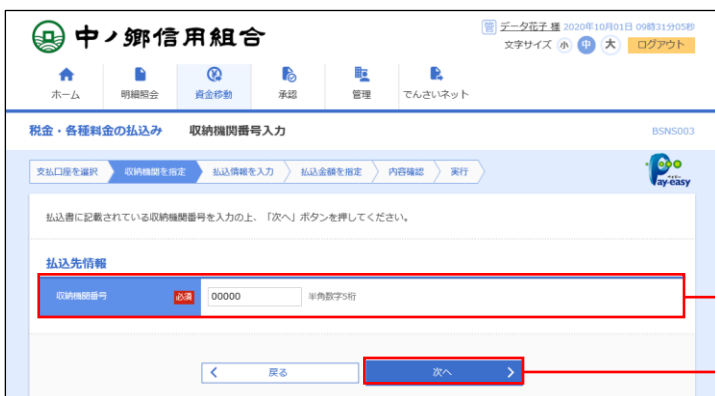 中ノ郷信用組合
管 データ花子 様 2020年10月01日 09時31分05秒
文字サイズ 小 中 大 ログアウト
ホーム 明細照会 資金移動 承認 管理 でんさいネット
税金・各種料金の払込み 収納機関番号入力 BSNS003
支払口座を選択 収納機関を指定 払込情報を入力 払込金額を指定 内容確認 実行
Pay-easy
払込書に記載されている収納機関番号を入力の上、「次へ」ボタンを押してください。
払込先情報
収納機関番号 必須 00000 半角数字5桁
戻る 次へ